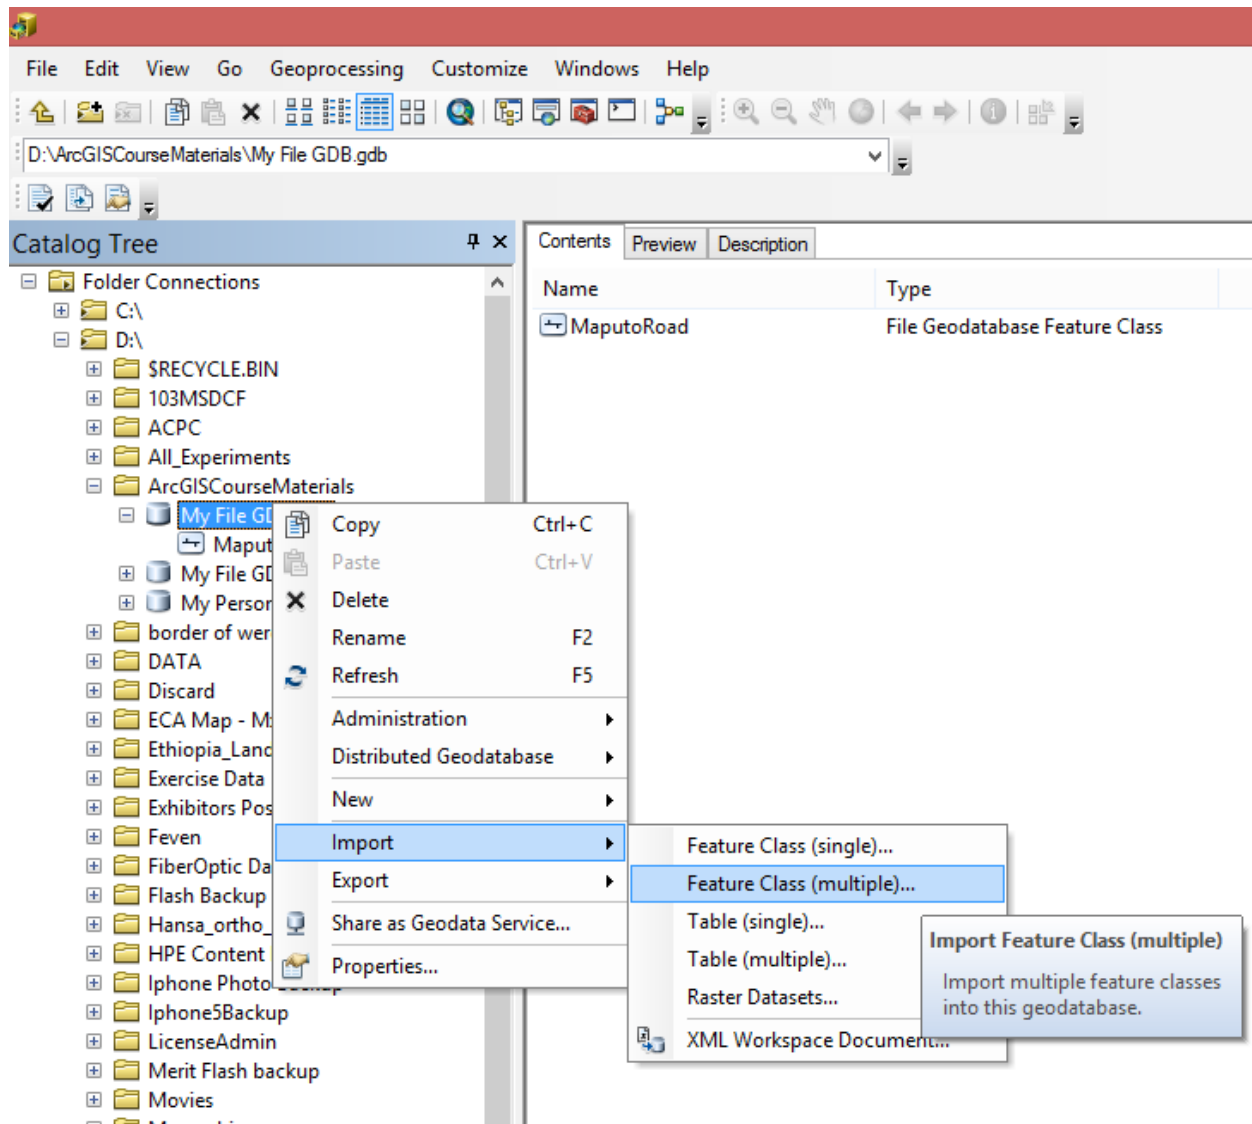 File Edit View Go Geoprocessing Customize Windows Help
D:\ArcGISCourseMaterials\My File GDB.gdb
Catalog Tree
Contents Preview Description
Folder Connections
Name Type
C:\
MaputoRoad File Geodatabase Feature Class
D:\
$RECYCLE.BIN
103MSDCF
ACPC
All_Experiments
ArcGISCourseMaterials
My File GD
Maput
My File GD
My Person
border of wer
DATA
Discard
ECA Map - M
Ethiopia_Land
Exercise Data
Exhibitors Pos
Feven
FiberOptic Da
Flash Backup
Hansa_ortho_
HPE Content
Iphone Photo
Iphone5Backup
LicenseAdmin
Merit Flash backup
Movies
Copy Ctrl+C
Paste Ctrl+V
Delete
Rename F2
Refresh F5
Administration
Distributed Geodatabase
New
Import
Export
Share as Geodata Service...
Properties...
Feature Class (single)...
Feature Class (multiple)...
Table (single)...
Table (multiple)...
Raster Datasets...
XML Workspace Document...
Import Feature Class (multiple)
Import multiple feature classes
into this geodatabase.